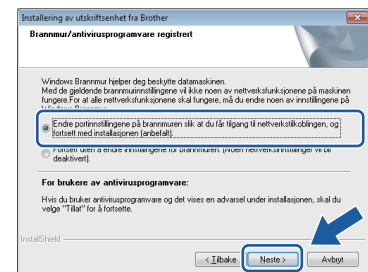 Installering av utskriftsenhet fra Brother
Brannmur/antivirusprogramvare registrert
Windows Brannmur hjelper deg beskytte datamaskinen.
Med de gjeldende brannmurinnstillingene vil ikke noen av nettverksfunksjonene på maskinen
fungere.For at alle nettverksfunksjonene skal fungere, må du endre noen av innstillingene på
Windows Brannmur.
Endre portinnstillingene på brannmuren slik at du får tilgang til nettverkstilkoblingen, og
fortsett med installasjonen (anbefalt).
Fortsett uten å endre innstillingene for brannmuren. (Noen nettverksinnstillinger vil bli
deaktivert).
For brukere av antivirusprogramvare:
Hvis du bruker antivirusprogramvare og det vises en advarsel under installasjonen, skal du
velge "Tillat" for å fortsette.
InstallShield
< Tilbake Neste > Avbryt